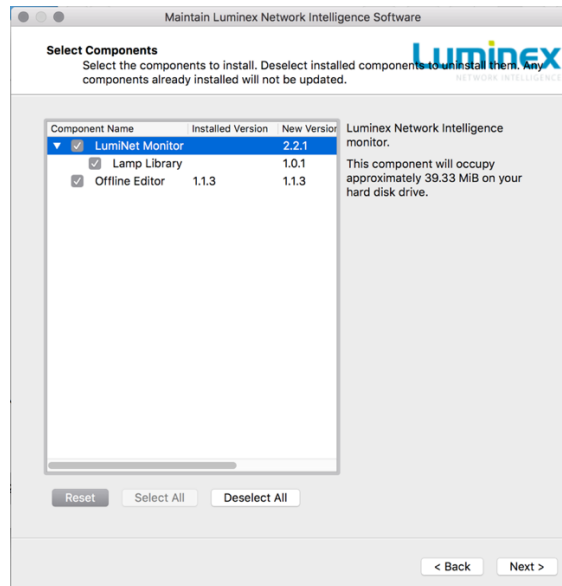 Maintain Luminex Network Intelligence Software
Select Components
Luminex
NETWORK INTELLIGENCE
Select the components to install. Deselect installed components to uninstall them. Any
components already installed will not be updated.
Component Name Installed Version New Version
LumiNet Monitor 2.2.1
Lamp Library 1.0.1
Offline Editor 1.1.3 1.1.3
Luminex Network Intelligence
monitor.
This component will occupy
approximately 39.33 MiB on your
hard disk drive.
Reset Select All Deselect All
< Back Next >